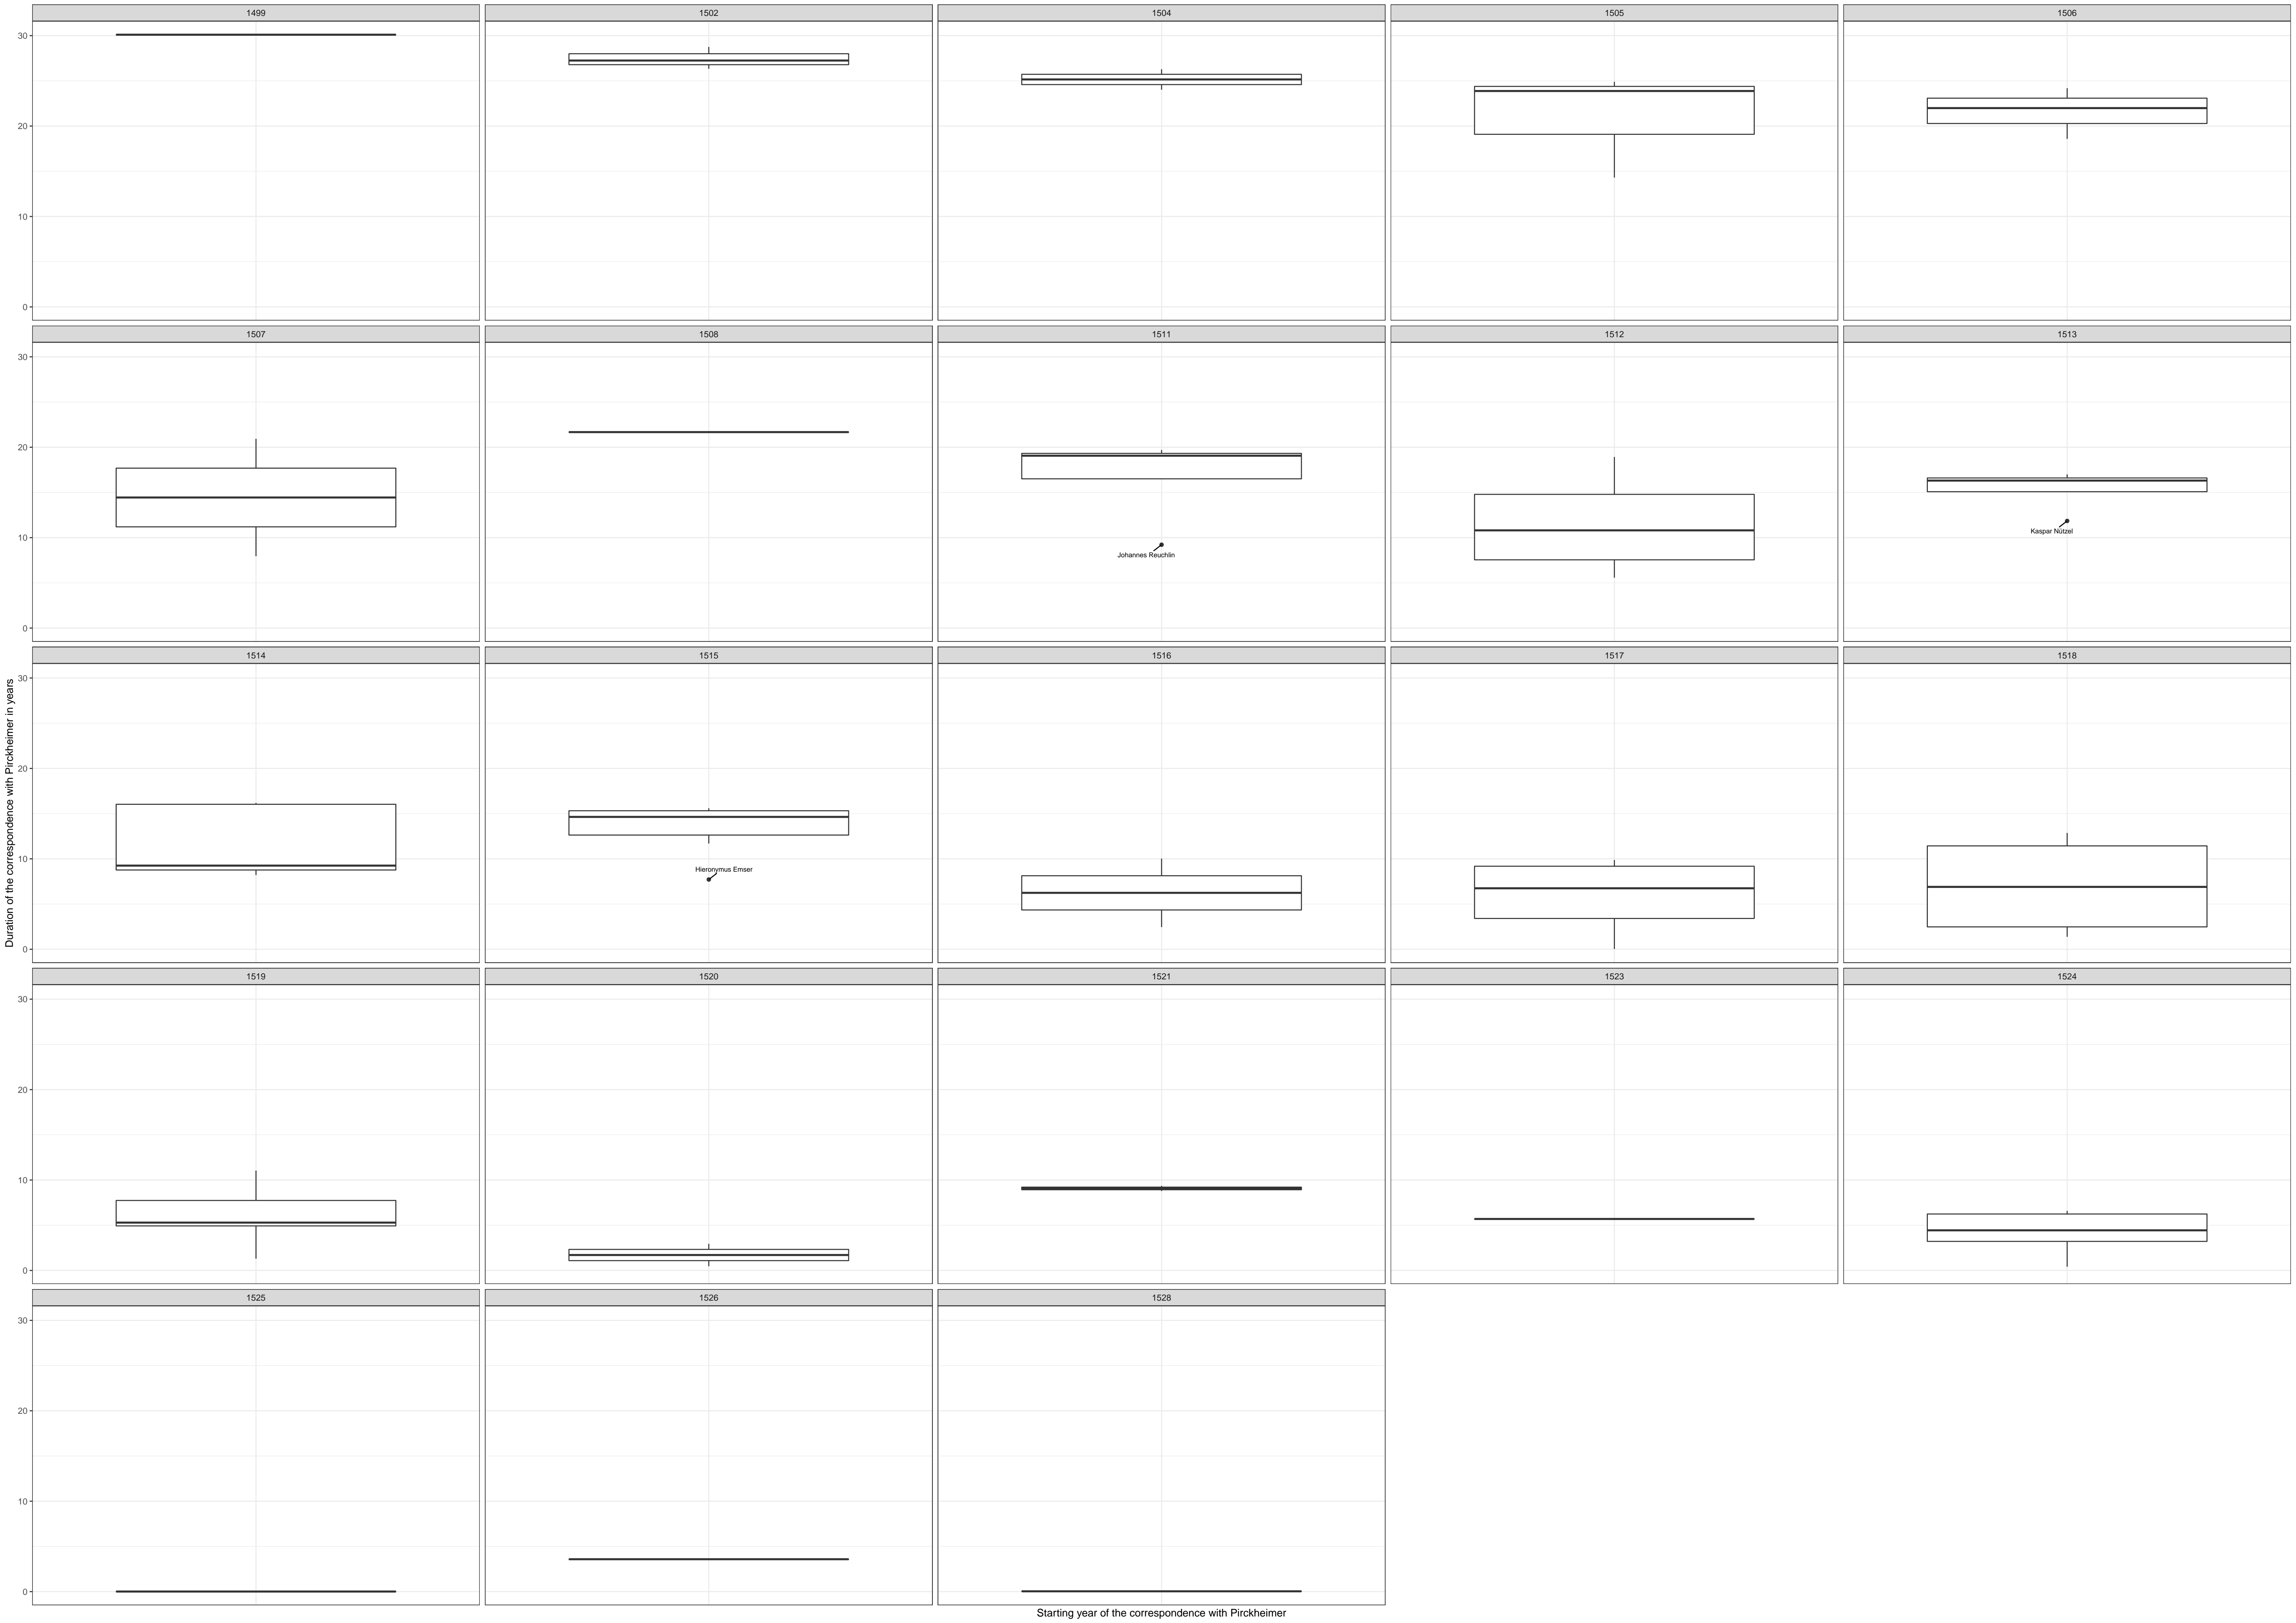 1499 1502 1504 1505 1506
30
20
10
0
1507 1508 1511 1512 1513
30
20
10
Johannes Reuchlin
Kaspar Nützel
0
Duration of the correspondence with Pirckheimer in years
1514 1515 1516 1517 1518
30
20
10
Hieronymus Emser
0
1519 1520 1521 1523 1524
30
20
10
0
1525 1526 1528
30
20
10
0
Starting year of the correspondence with Pirckheimer